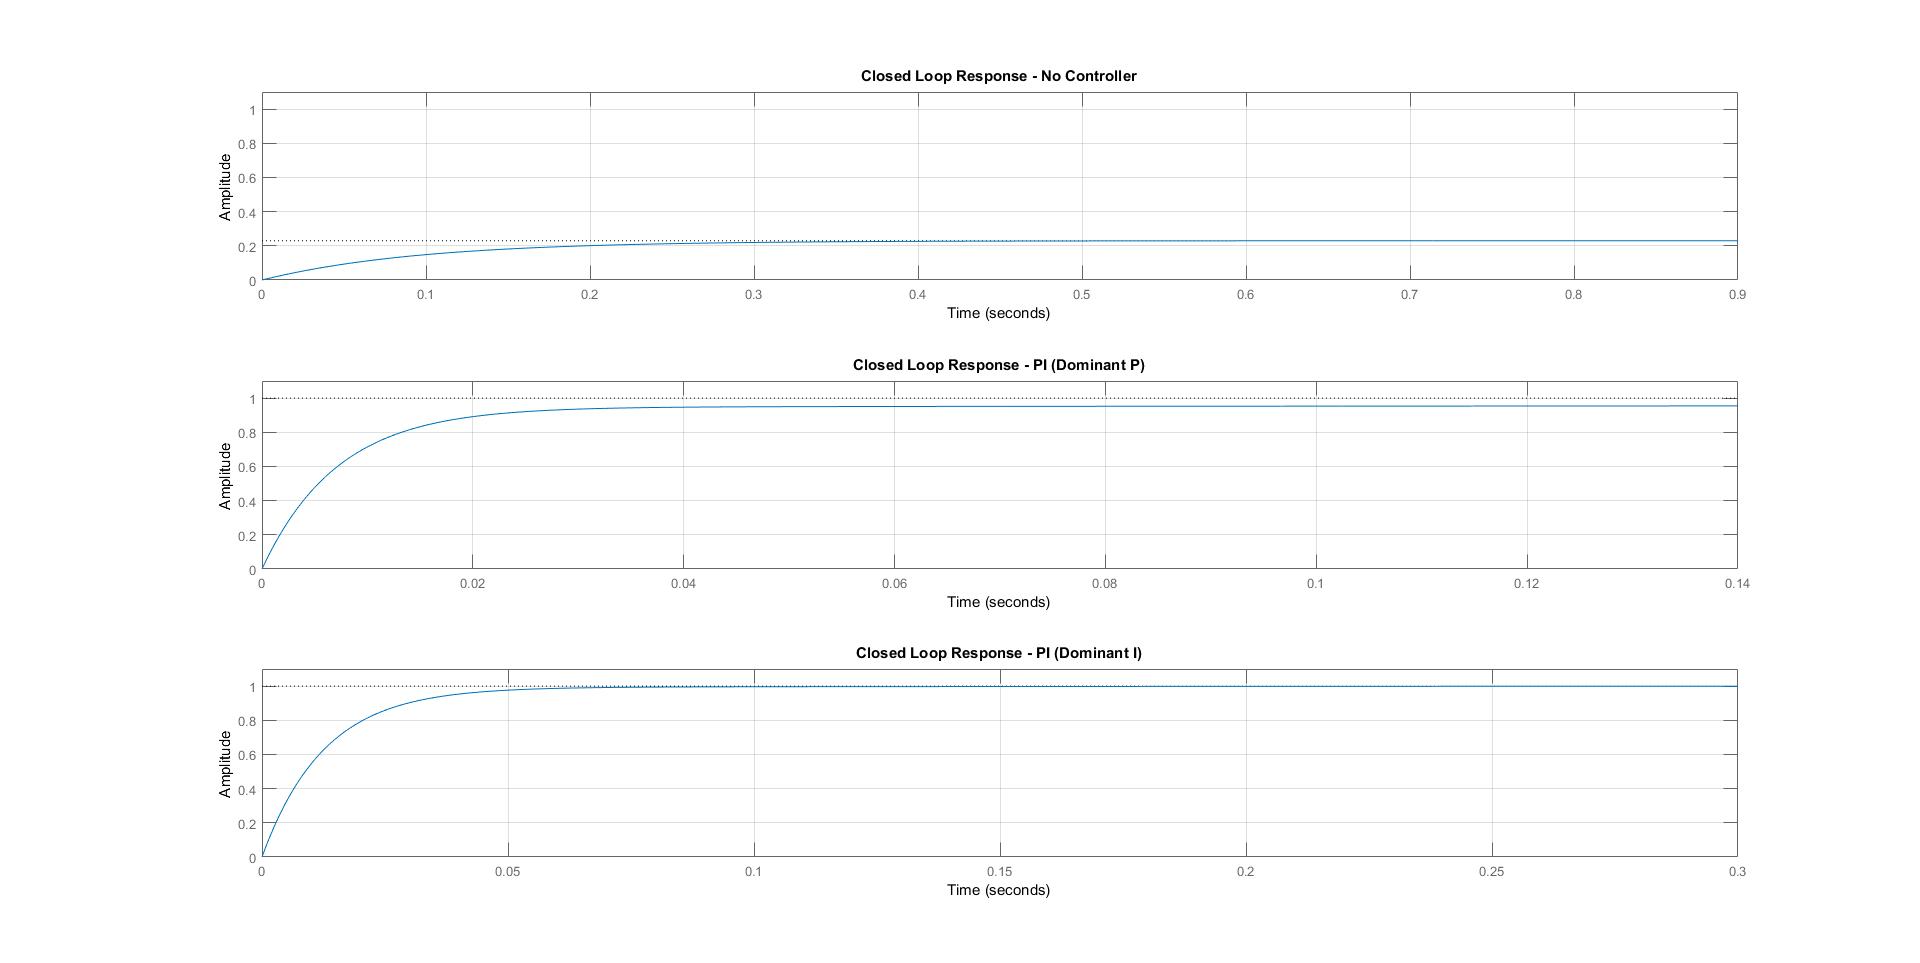 Closed Loop Response - No Controller
Amplitude
1
0.8
0.6
0.4
0.2
0
0 0.1 0.2 0.3 0.4 0.5 0.6 0.7 0.8 0.9
Time (seconds)
Closed Loop Response - PI (Dominant P)
Amplitude
1
0.8
0.6
0.4
0.2
0
0 0.02 0.04 0.06 0.08 0.1 0.12 0.14
Time (seconds)
Closed Loop Response - PI (Dominant I)
Amplitude
1
0.8
0.6
0.4
0.2
0
0 0.05 0.1 0.15 0.2 0.25 0.3
Time (seconds)